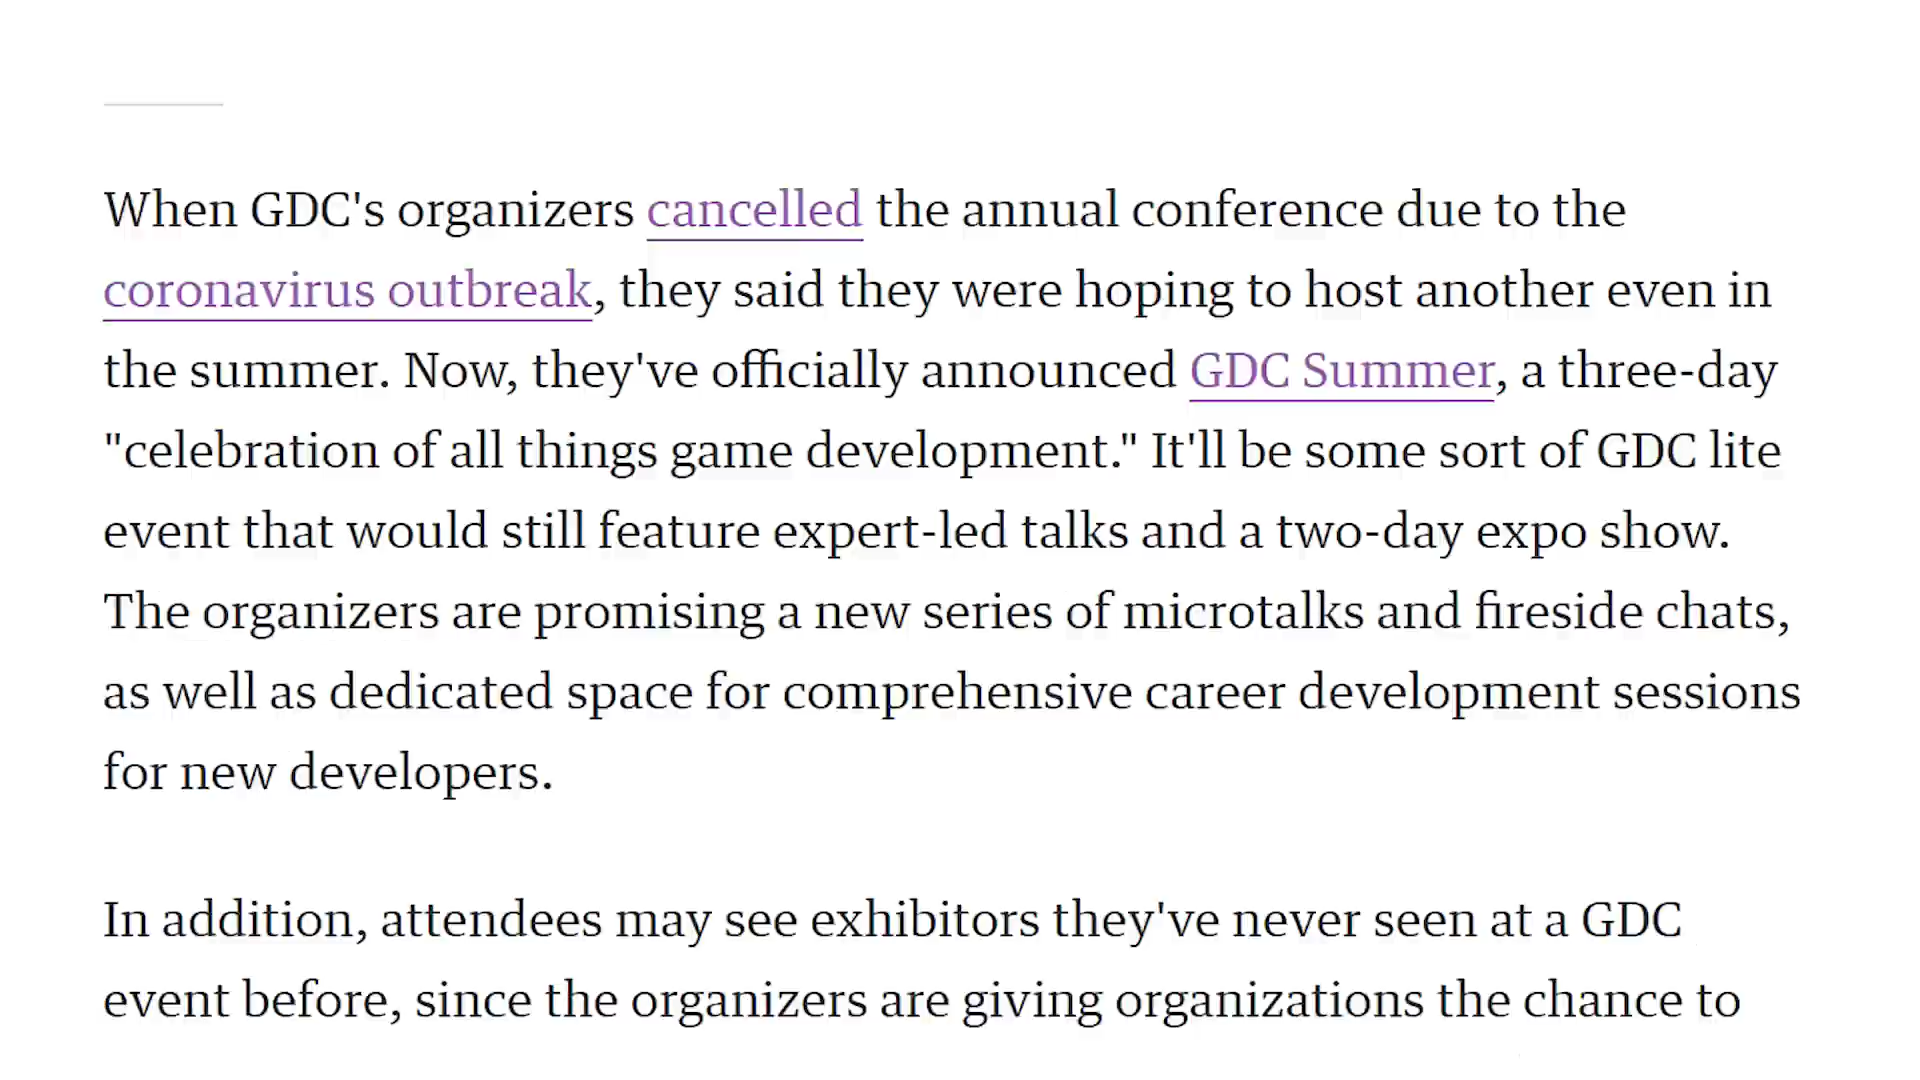 When GDC's organizers cancelled the annual conference due to the
coronavirus outbreak, they said they were hoping to host another even in
the summer. Now, they've officially announced GDC Summer, a three-day
"celebration of all things game development." It'll be some sort of GDC lite
event that would still feature expert-led talks and a two-day expo show.
The organizers are promising a new series of microtalks and fireside chats,
as well as dedicated space for comprehensive career development sessions
for new developers.
In addition, attendees may see exhibitors they've never seen at a GDC
event before, since the organizers are giving organizations the chance to